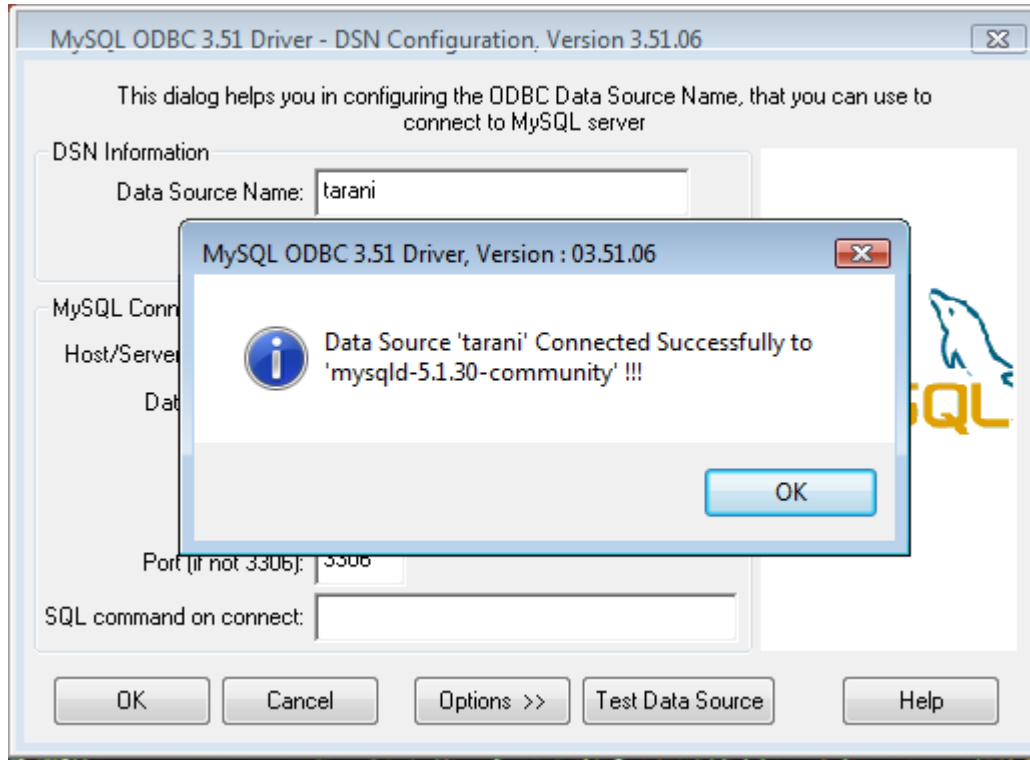 MySQL ODBC 3.51 Driver - DSN Configuration, Version 3.51.06
This dialog helps you in configuring the ODBC Data Source Name, that you can use to
connect to MySQL server
DSN Information
Data Source Name: tarani
MySQL ODBC 3.51 Driver, Version : 03.51.06
Data Source 'tarani' Connected Successfully to
'mysqld-5.1.30-community' !!!
OK
MySQL Conn
Host/Server
Dat
QL
Port (if not 3306): 3306
SQL command on connect:
OK Cancel Options >> Test Data Source Help